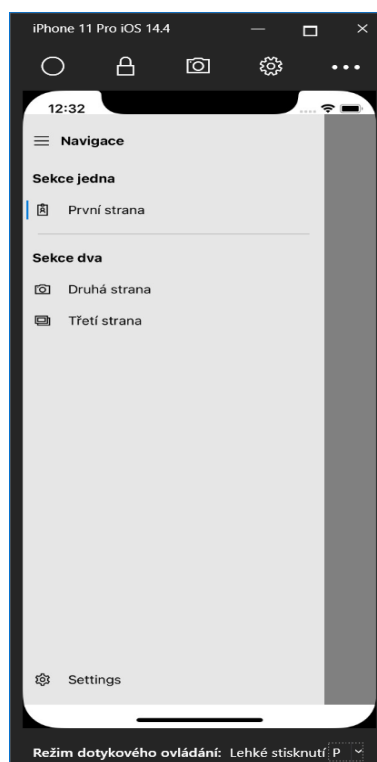 iPhone 11 Pro iOS 14.4
12:32
Navigace
Sekce jedna
První strana
Sekce dva
Druhá strana
Třetí strana
Settings
Režim dotykového ovládání: Lehké stisknutí P